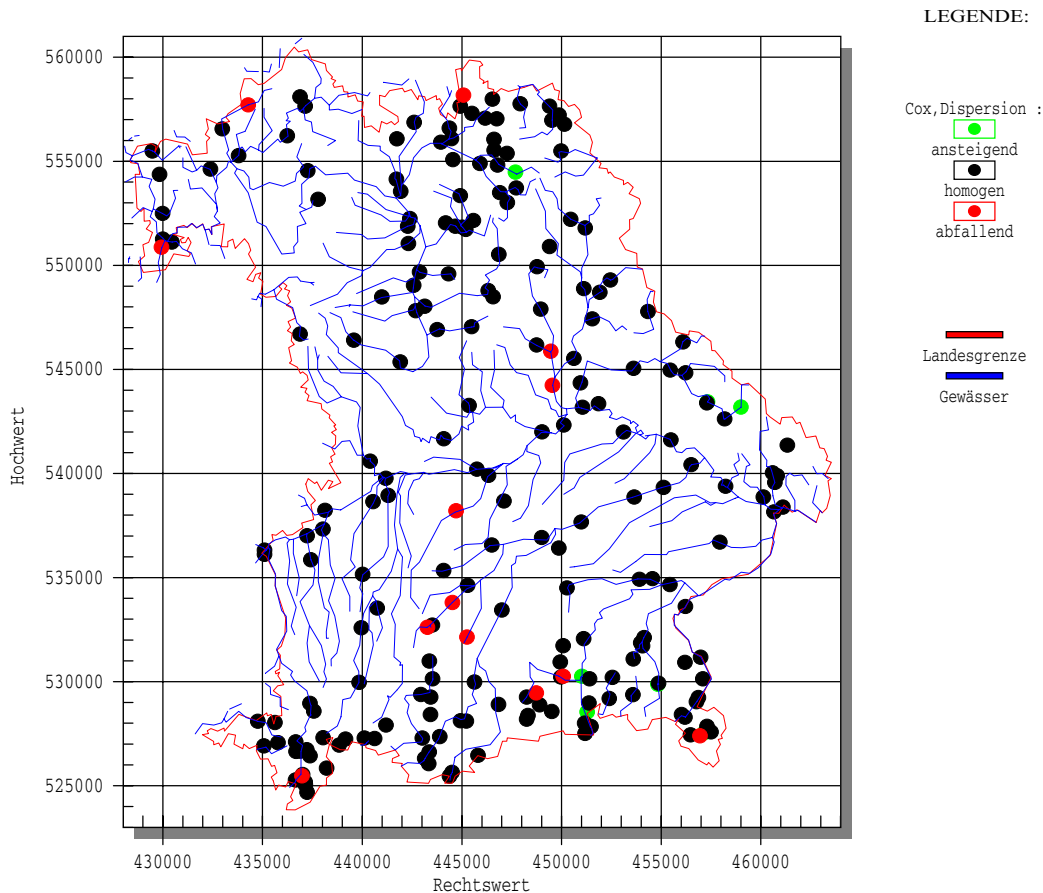 LEGENDE:
Cox,Dispersion :
ansteigend
homogen
abfallend
Landesgrenze
Gewässer
Hochwert
560000
555000
550000
545000
540000
535000
530000
525000
430000 435000 440000 445000 450000 455000 460000
Rechtswert